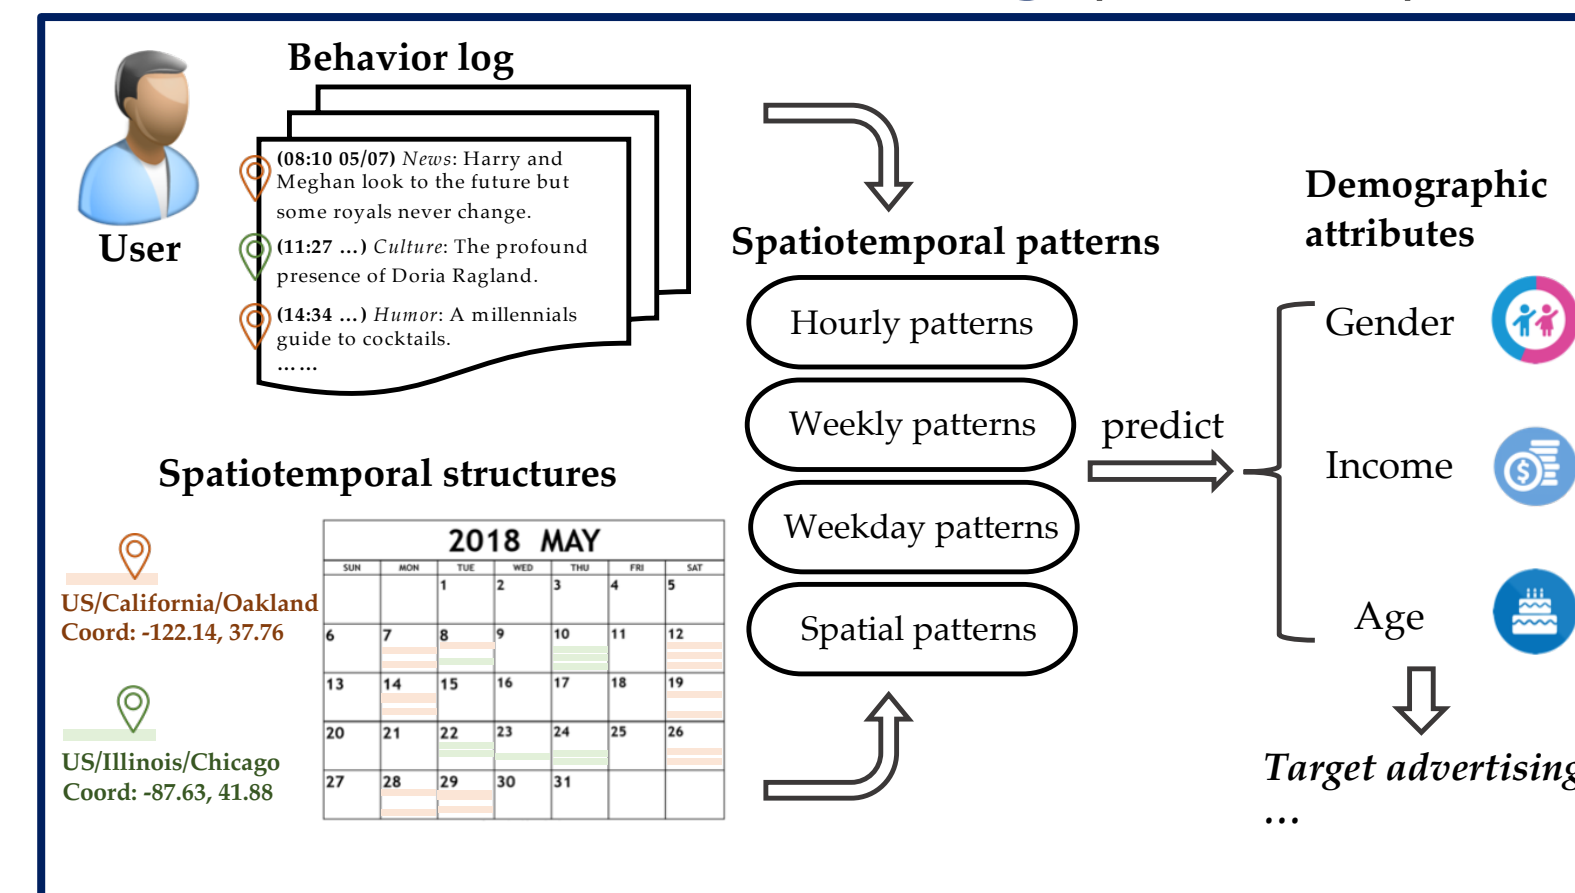 Behavior log
(08:10 05/07) News: Harry and
Meghan look to the future but
some royals never change.
(11:27 ...) Culture: The profound
presence of Doria Ragland.
(14:34 ...) Humor: A millennials
guide to cocktails.
... ...
User
Spatiotemporal structures
US/California/Oakland
Coord: -122.14, 37.76
US/Illinois/Chicago
Coord: -87.63, 41.88
2018 MAY
SUN MON TUE WED THU FRI SAT
1 2 3 4 5
6 7 8 9 10 11 12
13 14 15 16 17 18 19
20 21 22 23 24 25 26
27 28 29 30 31
Spatiotemporal patterns
Hourly patterns
Weekly patterns
Weekday patterns
Spatial patterns
predict
Demographic
attributes
Gender
Income
$
Age
Target advertising
...